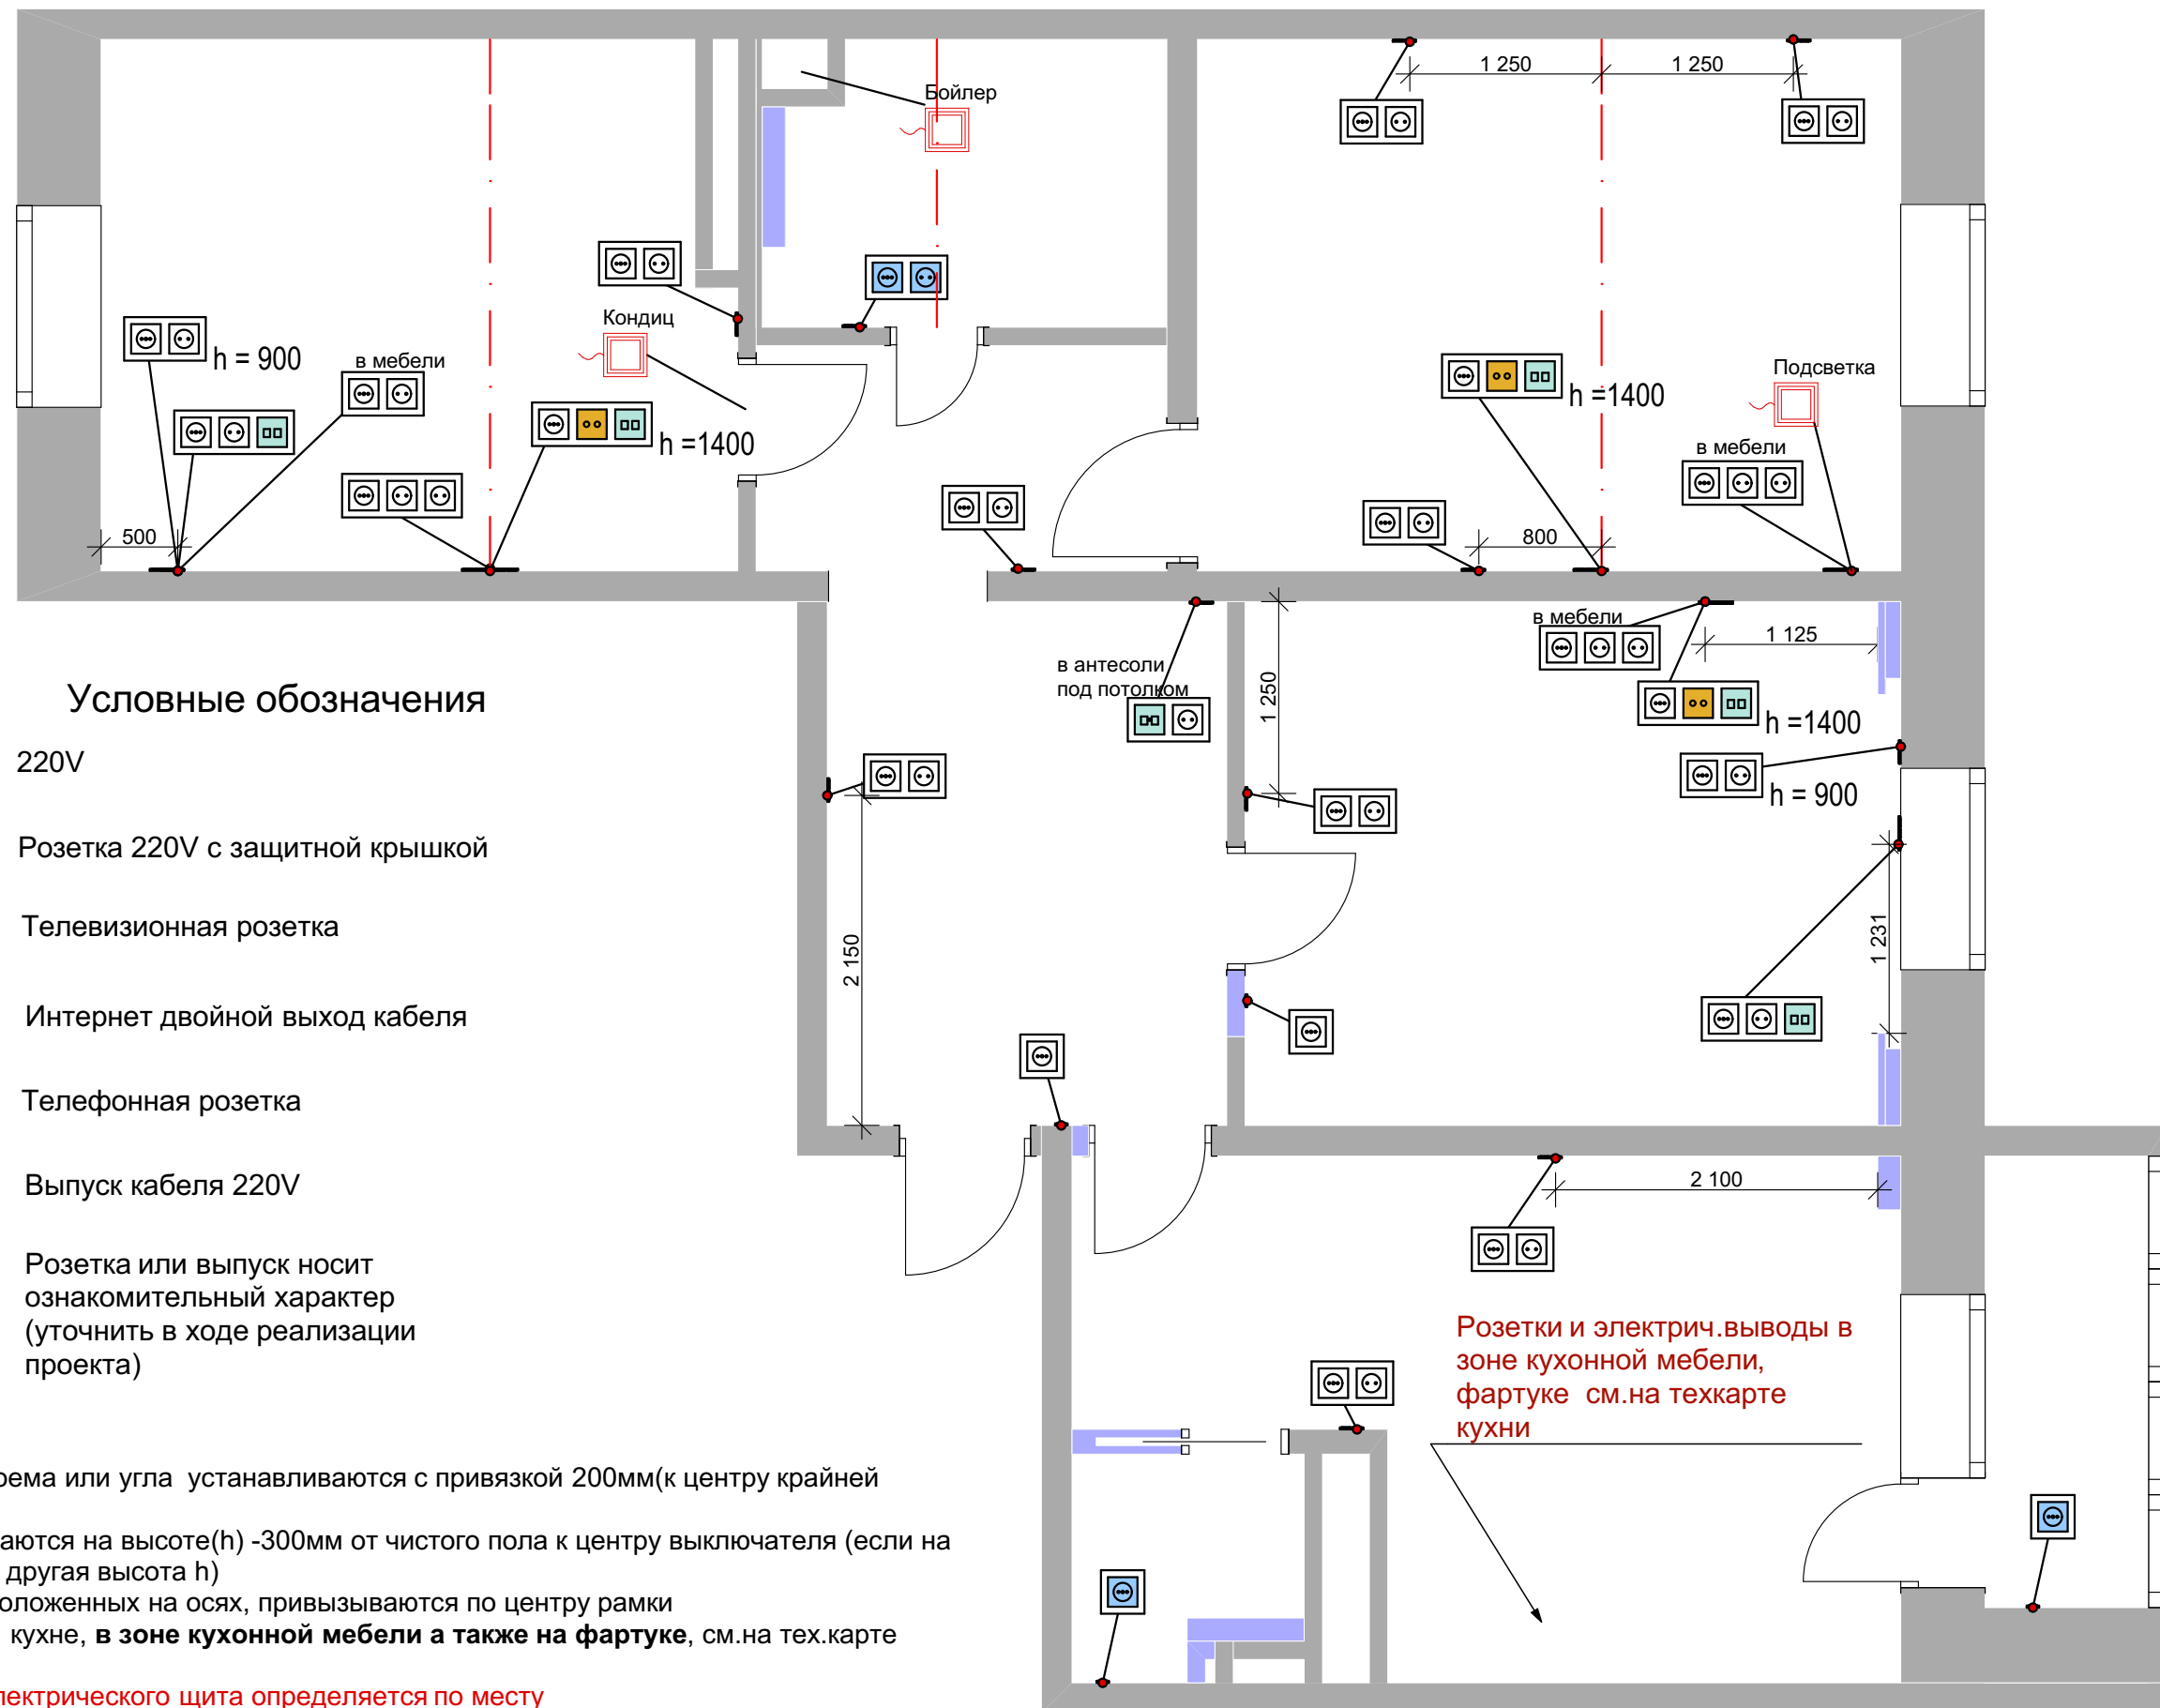 1 250
1 250
Бойлер
Кондиц
h = 900
в мебели
h =1400
500
h =1400
Подсветка
в мебели
800
в мебели
1 125
в антесоли
под потолком
1 250
h =1400
h = 900
2 150
1 231
2 100
Условные обозначения
220V
Розетка 220V с защитной крышкой
Телевизионная розетка
Интернет двойной выход кабеля
Телефонная розетка
Выпуск кабеля 220V
Розетка или выпуск носит
ознакомительный характер
(уточнить в ходе реализации
проекта)
Розетки и электрич.выводы в
зоне кухонной мебели,
фартуке см.на техкарте
кухни
оема или угла устанавливаются с привязкой 200мм(к центру крайней
аются на высоте(h) -300мм от чистого пола к центру выключателя (если на
другая высота h)
оложенных на осях, привызываются по центру рамки
кухне, в зоне кухонной мебели а также на фартуке, см.на тех.карте
лектрического щита определяется по месту